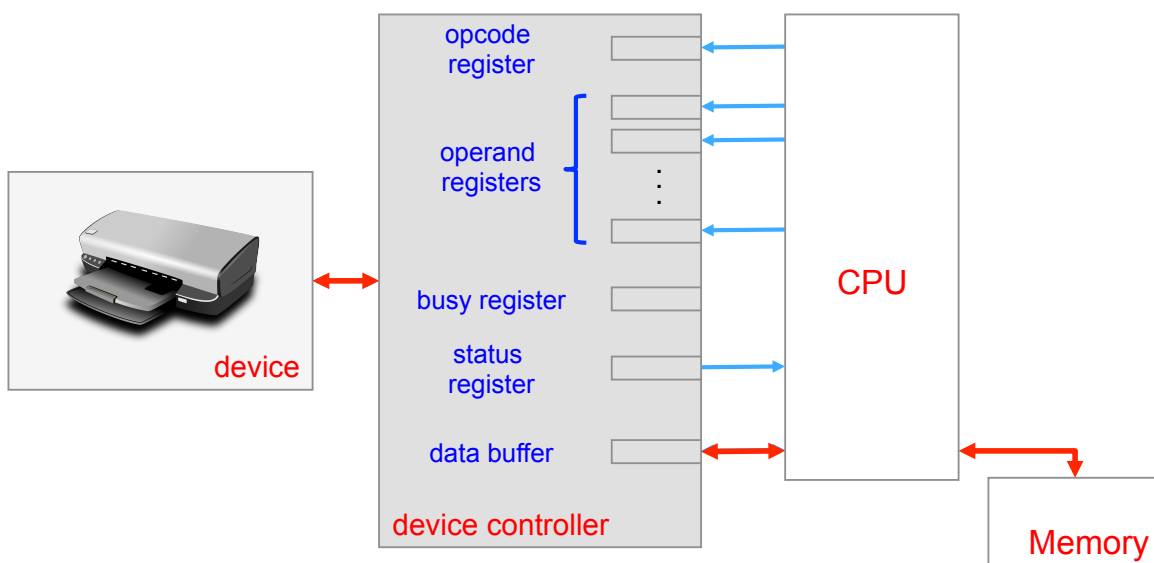 opcode
register
operand
registers
.
.
.
CPU
busy register
status
register
device
data buffer
device controller
Memory